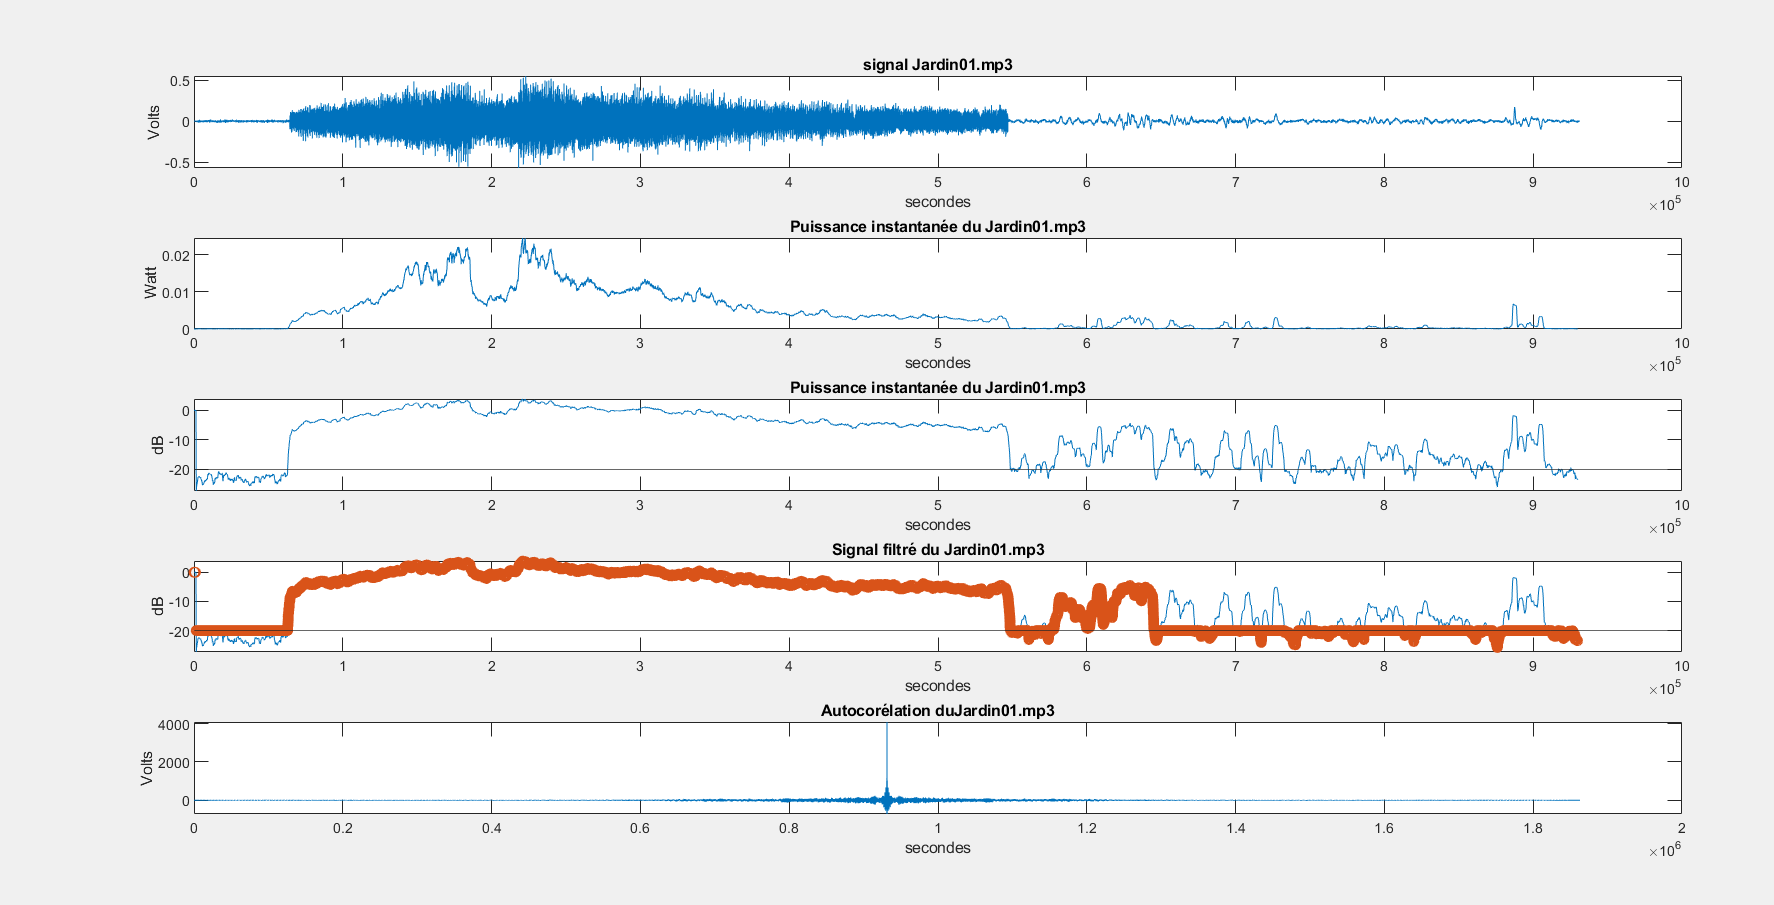 signal Jardin01.mp3
0.5
0
-0.5
Volts
0 1 2 3 4 5 6 7 8 9 10
secondes
×10^5
Puissance instantanée du Jardin01.mp3
0.02
0.01
0
Watt
0 1 2 3 4 5 6 7 8 9 10
secondes
×10^5
Puissance instantanée du Jardin01.mp3
0
-10
-20
dB
0 1 2 3 4 5 6 7 8 9 10
secondes
×10^5
Signal filtré du Jardin01.mp3
0
-10
-20
dB
0 1 2 3 4 5 6 7 8 9 10
secondes
×10^5
Autocorélation duJardin01.mp3
4000
2000
0
Volts
0 0.2 0.4 0.6 0.8 1 1.2 1.4 1.6 1.8 2
secondes
×10^6